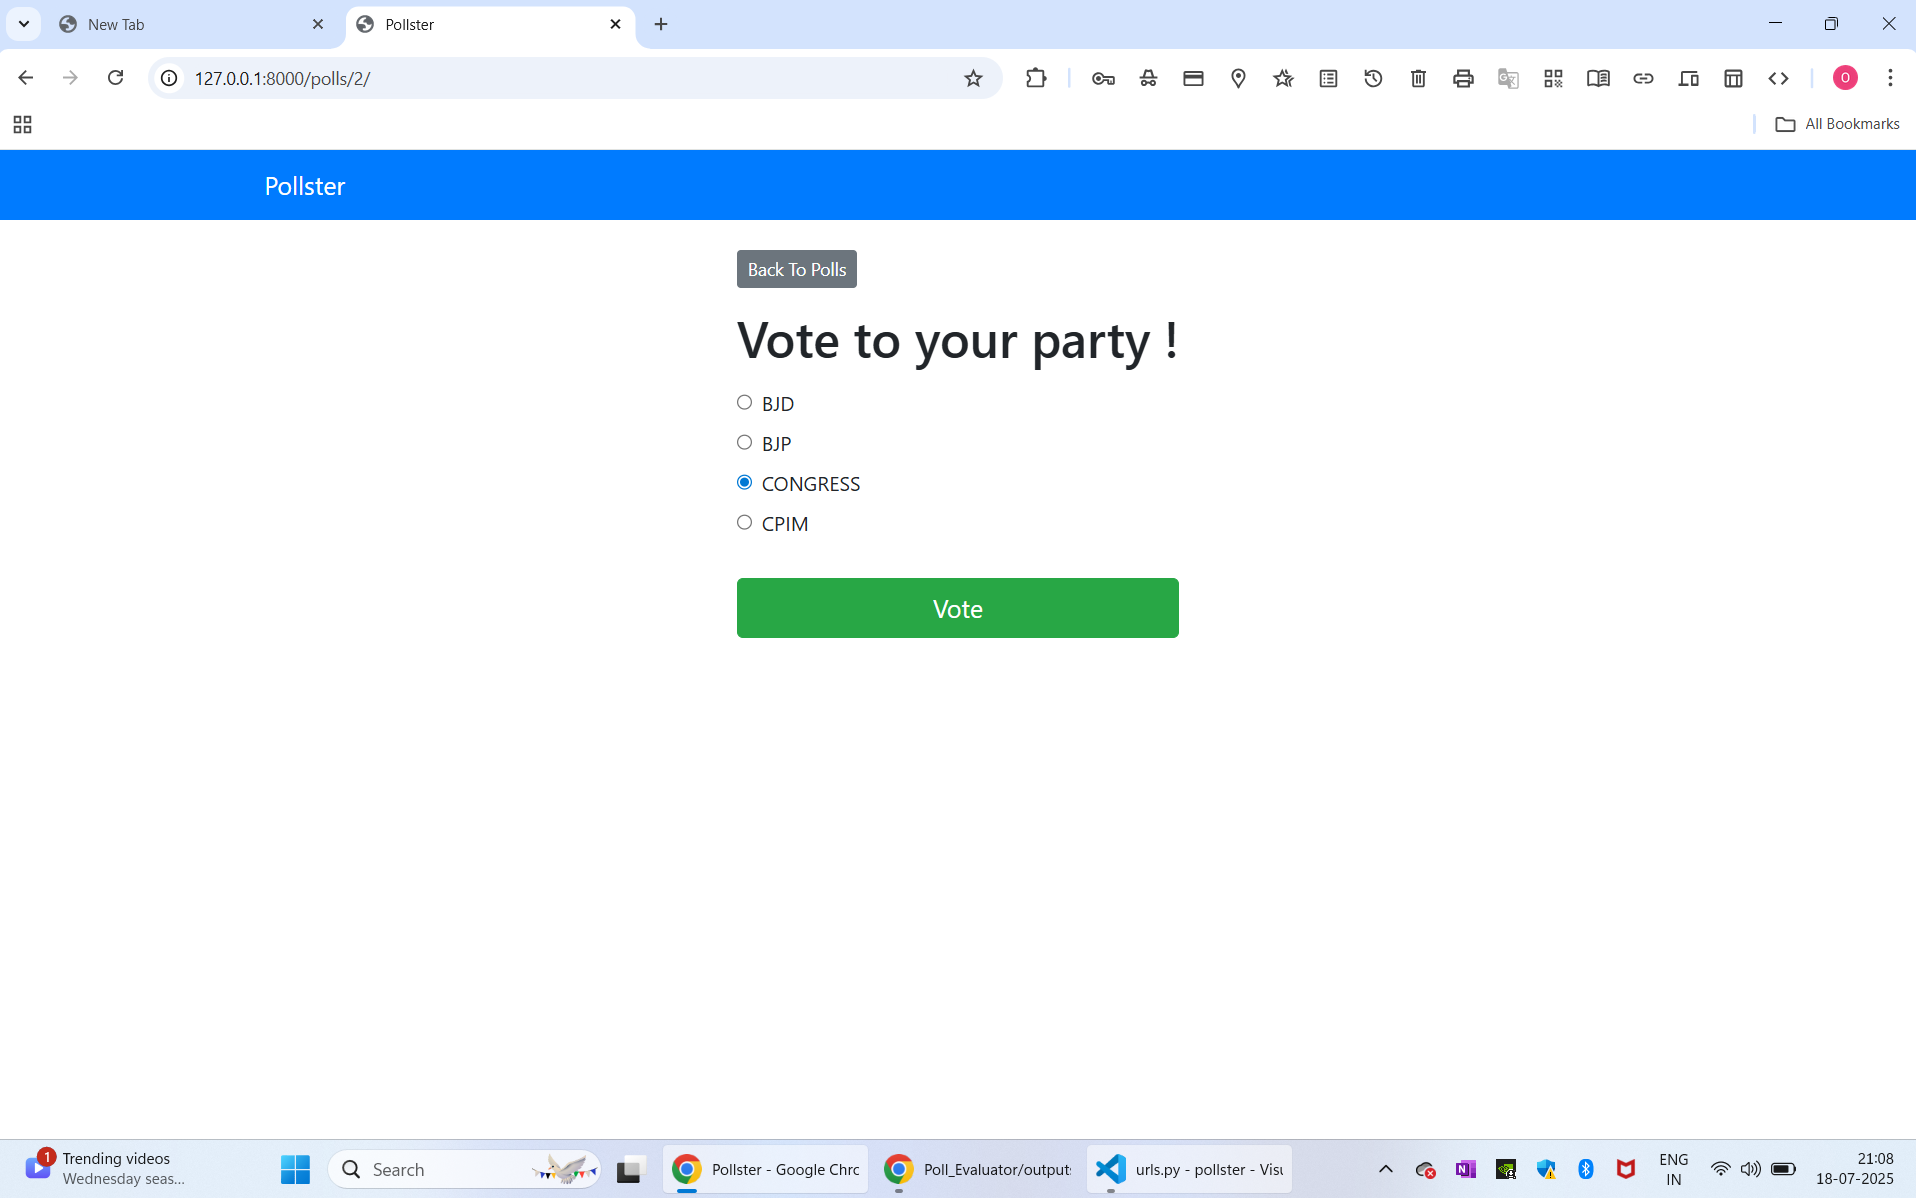 New Tab
Pollster
127.0.0.1:8000/polls/2/
O
All Bookmarks
Pollster
Back To Polls
Vote to your party !
BJD
BJP
CONGRESS
CPIM
Vote
1
Trending videos
Wednesday seas...
Search
Pollster - Google Chrc
Poll_Evaluator/output
urls.py - pollster - Visu
ENG
IN
21:08
18-07-2025